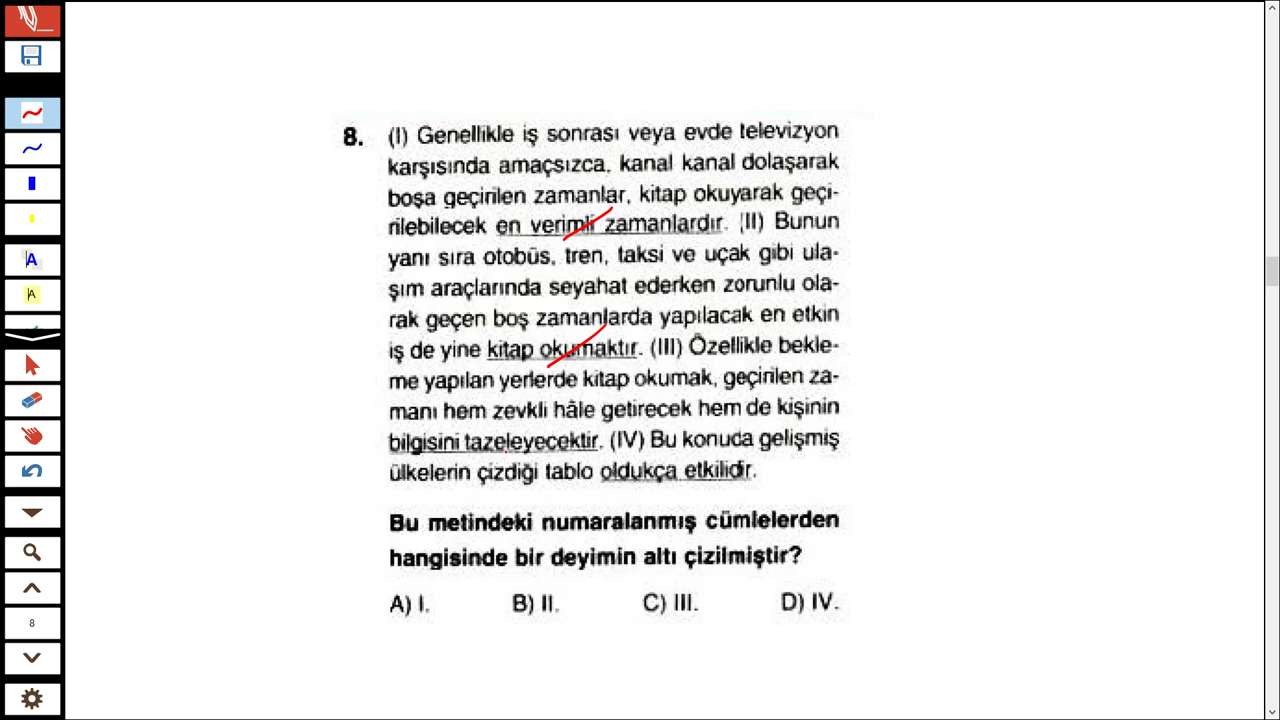 8. (I) Genellikle iş sonrası veya evde televizyon
karşısında amaçsızca, kanal kanal dolaşarak
boşa geçirilen zamanlar, kitap okuyarak geçi-
rilebilecek en verimli zamanlardır. (II) Bunun
yanı sıra otobüs, tren, taksi ve uçak gibi ula-
şım araçlarında seyahat ederken zorunlu ola-
rak geçen boş zamanlarda yapılacak en etkin
iş de yine kitap okumaktır. (III) Özellikle bekle-
me yapılan yerlerde kitap okumak, geçirilen za-
manı hem zevkli hâle getirecek hem de kişinin
bilgisini tazeleyecektir. (IV) Bu konuda gelişmiş
ülkelerin çizdiği tablo oldukça etkilidir.
Bu metindeki numaralanmış cümlelerden
hangisinde bir deyimin altı çizilmiştir?
A) I. B) II. C) III. D) IV.
A
A
8